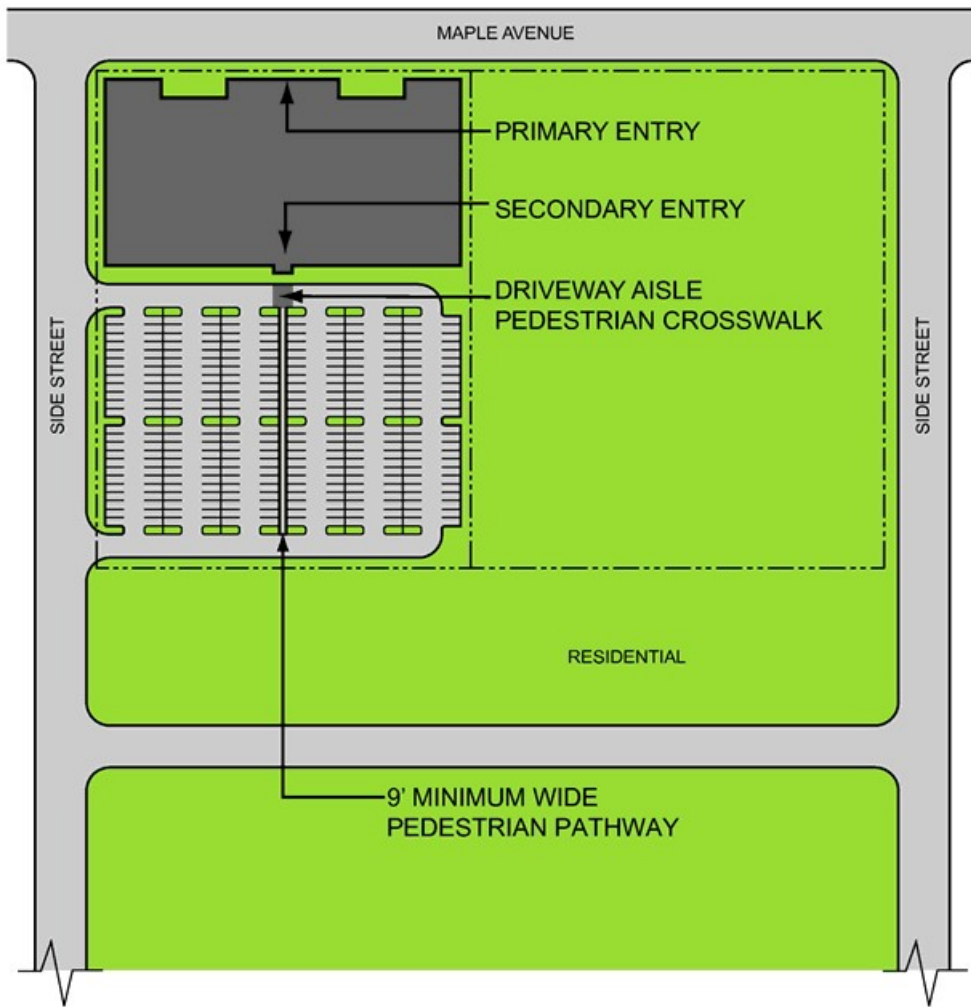 MAPLE AVENUE
PRIMARY ENTRY
SECONDARY ENTRY
DRIVEWAY AISLE
PEDESTRIAN CROSSWALK
SIDE STREET
SIDE STREET
RESIDENTIAL
9' MINIMUM WIDE
PEDESTRIAN PATHWAY